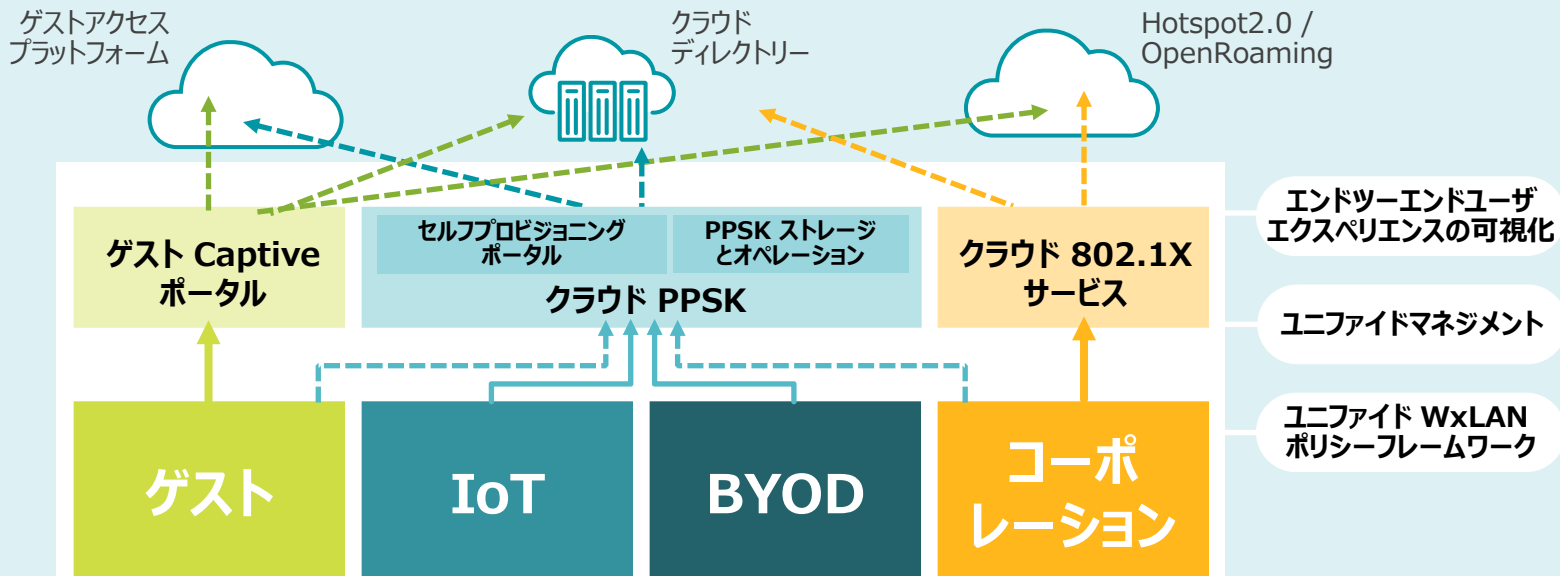 ゲストアクセス
プラットフォーム
クラウド
ディレクトリー
Hotspot2.0 /
OpenRoaming
ゲスト Captive
ポータル
セルフプロビジョニング
ポータル
PPSK ストレージ
とオペレーション
クラウド PPSK
クラウド 802.1X
サービス
エンドツーエンドユーザ
エクスペリエンスの可視化
ユニファイドマネジメント
ユニファイド WxLAN
ポリシーフレームワーク
ゲスト
IoT
BYOD
コーポ
レーション